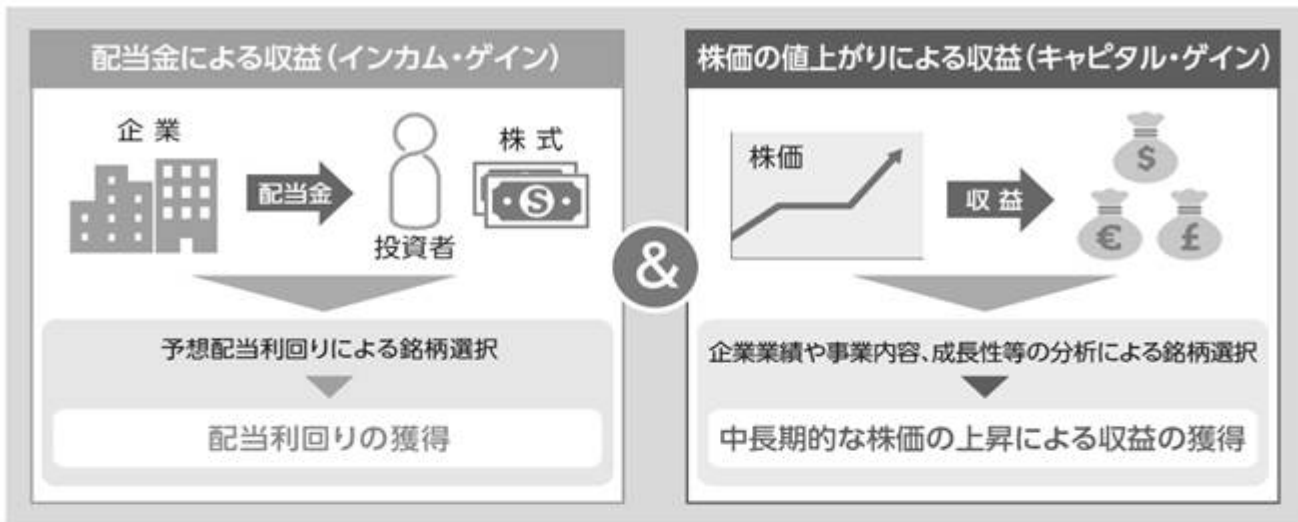 配当金による収益(インカム・ゲイン)
企業
配当金
投資者
株式
S
予想配当利回りによる銘柄選択
配当利回りの獲得
&
株価の値上がりによる収益(キャピタル・ゲイン)
株価
収益
$
€
£
企業業績や事業内容、成長性等の分析による銘柄選択
中長期的な株価の上昇による収益の獲得